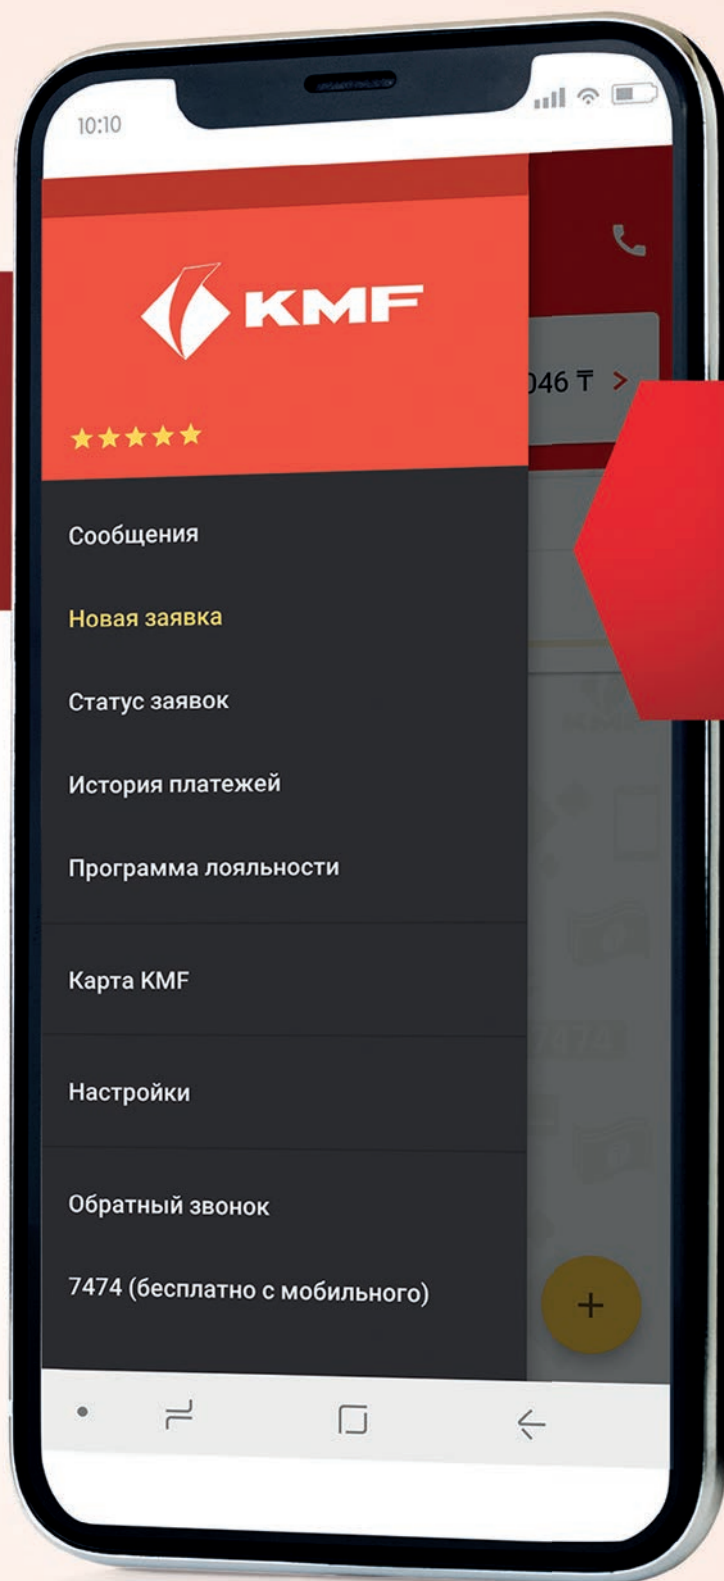 10:10
KMF
046 ₸ >
Сообщения
Новая заявка
Статус заявок
История платежей
Программа лояльности
Карта KMF
Настройки
Обратный звонок
7474 (бесплатно с мобильного)
7474
+